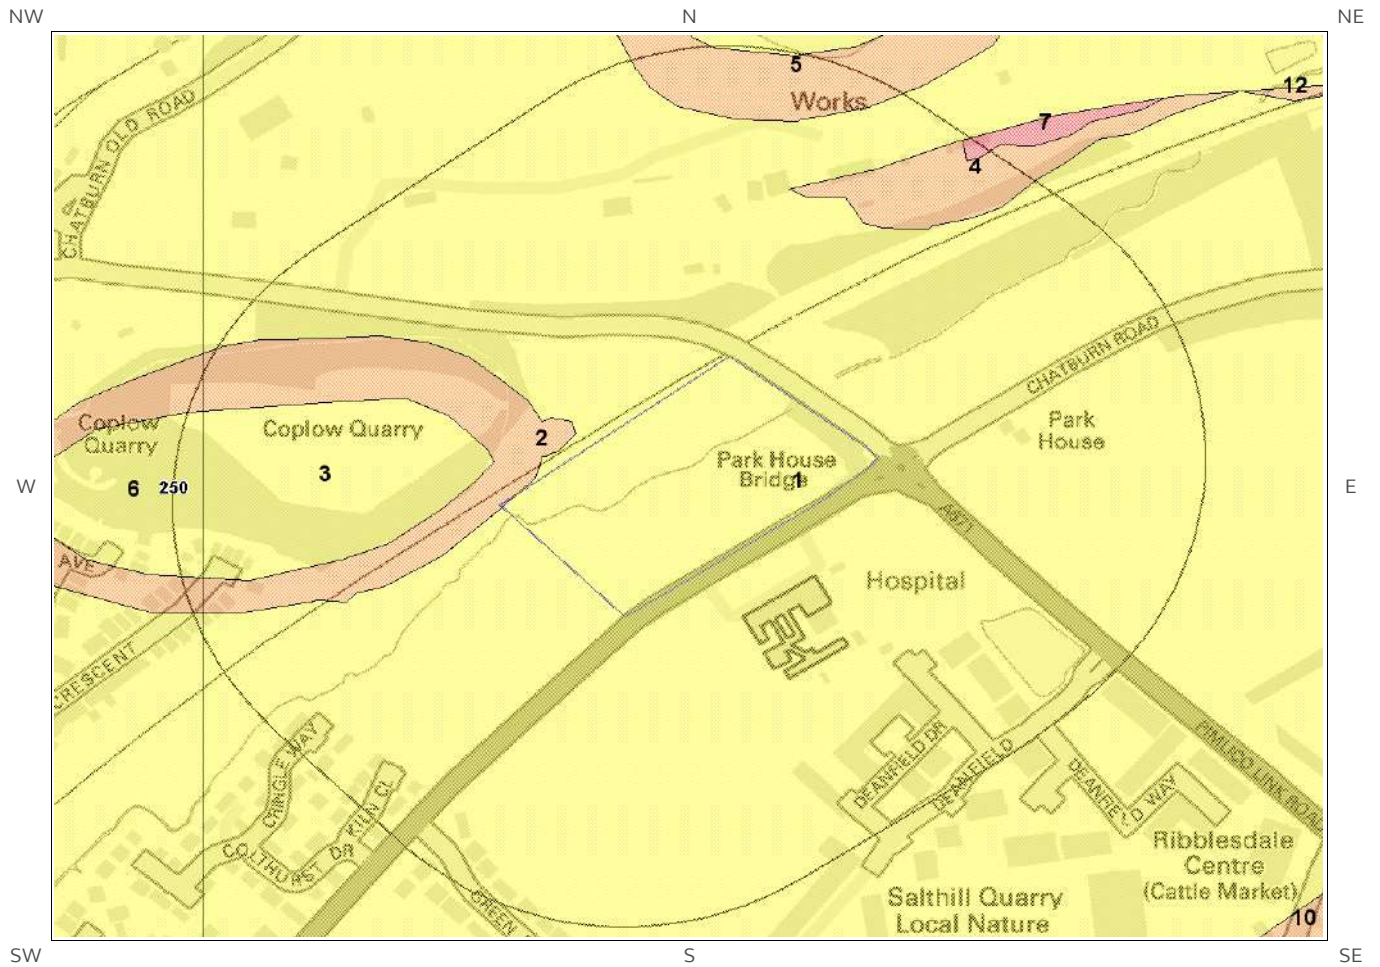 NW
N
NE
5
12
Works
7
4
CHATBURN OLD ROAD
CHATBURN ROAD
Coplow
Quarry
Coplow Quarry
2
Park
House
Park House
Bridge
1
W
6
250
3
E
A671
AVE
Hospital
CRESCENT
CHINGLE WAY
KILN CL
COLTHURST DR
DEANFIELD DR
DEANFIELD
DEANFIELD WAY
PIMLICO LINK ROAD
Ribblesdale
Centre
(Cattle Market)
GREEN
Salthill Quarry
Local Nature
10
SW
S
SE